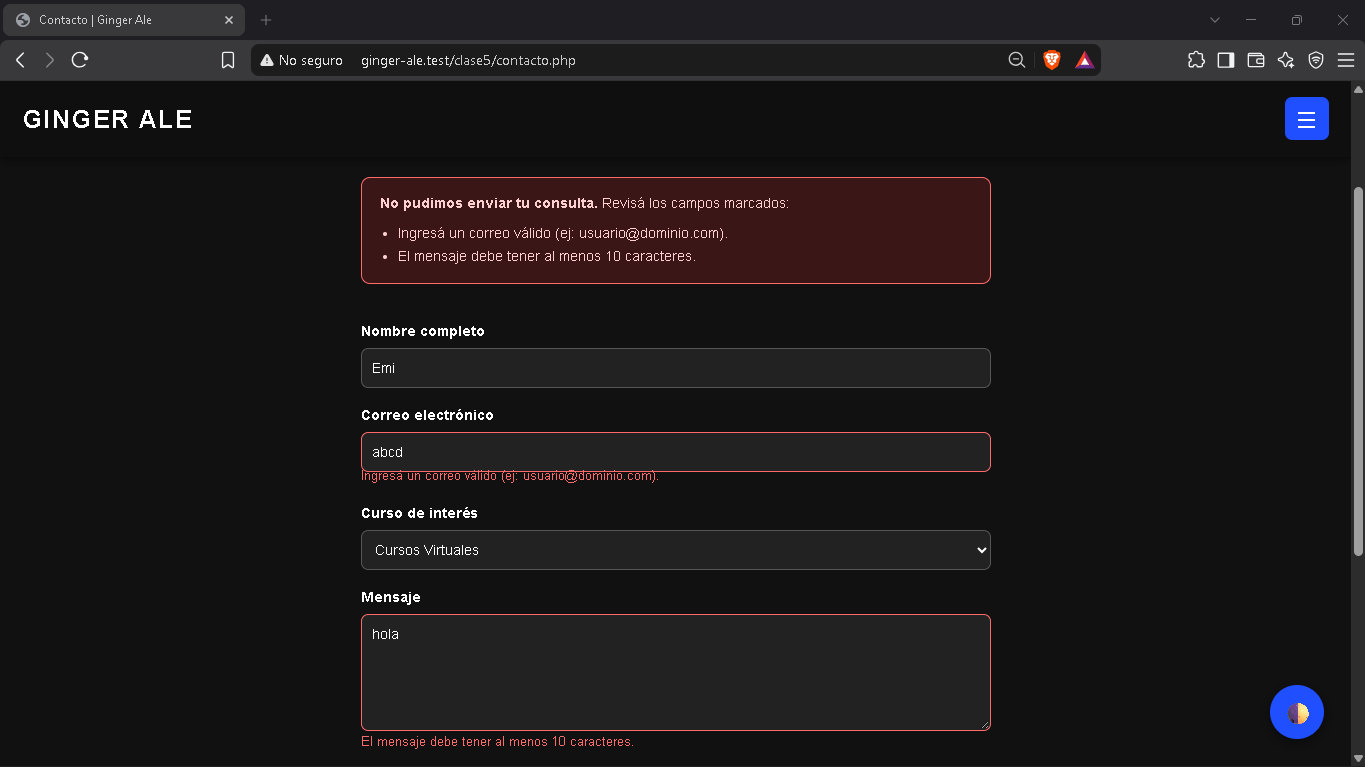 Contacto | Ginger Ale
No seguro ginger-ale.test/clase5/contacto.php
GINGER ALE
No pudimos enviar tu consulta. Revisá los campos marcados:
• Ingresá un correo válido (ej: usuario@dominio.com).
• El mensaje debe tener al menos 10 caracteres.
Nombre completo
Emi
Correo electrónico
abcd
Ingresá un correo válido (ej: usuario@dominio.com).
Curso de interés
Cursos Virtuales
Mensaje
hola
El mensaje debe tener al menos 10 caracteres.